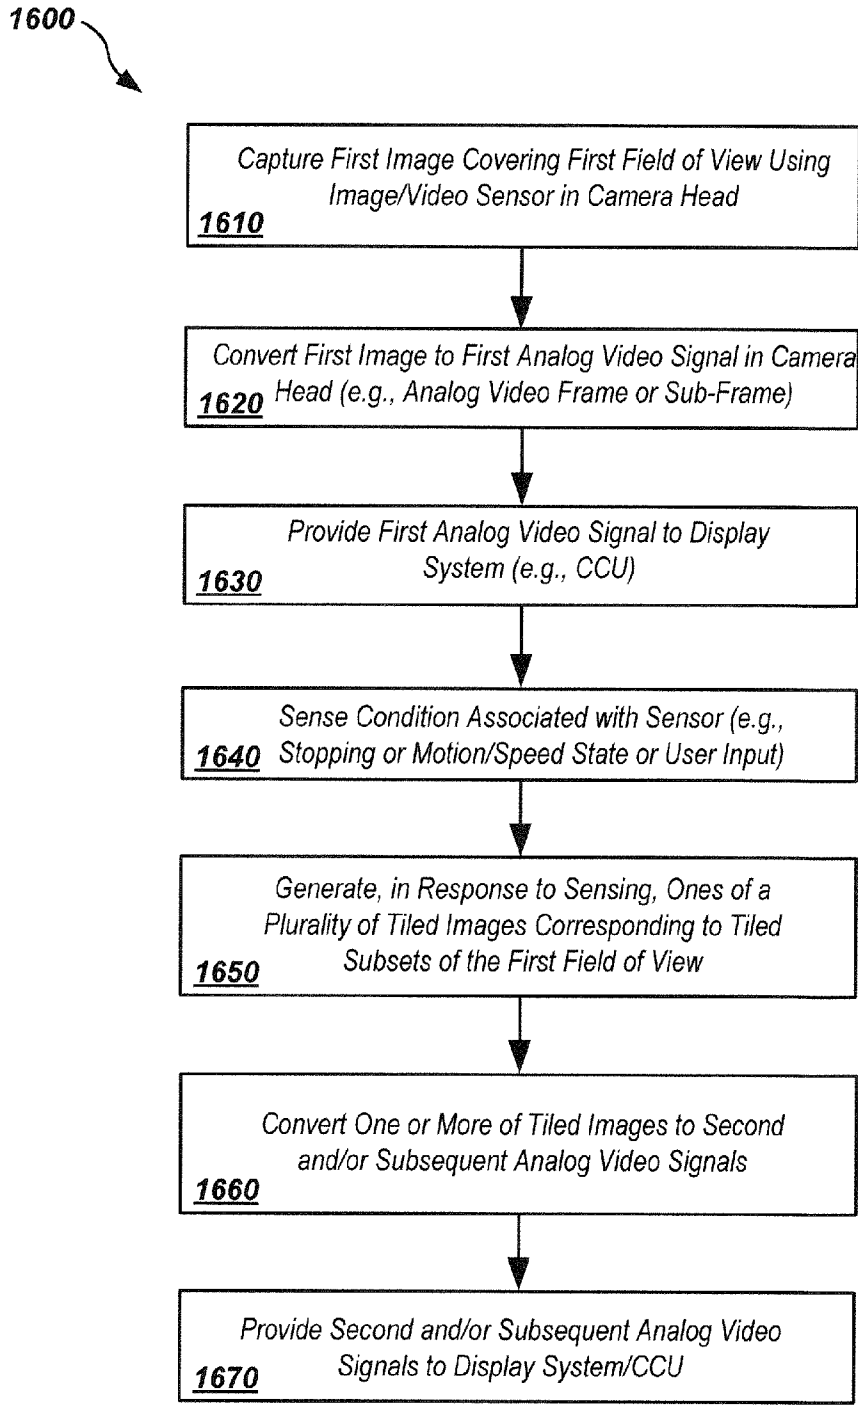 1600
Capture First Image Covering First Field of View Using
Image/Video Sensor in Camera Head
1610
Convert First Image to First Analog Video Signal in Camera
Head (e.g., Analog Video Frame or Sub-Frame)
1620
Provide First Analog Video Signal to Display
System (e.g., CCU)
1630
Sense Condition Associated with Sensor (e.g.,
Stopping or Motion/Speed State or User Input)
1640
Generate, in Response to Sensing, Ones of a
Plurality of Tiled Images Corresponding to Tiled
Subsets of the First Field of View
1650
Convert One or More of Tiled Images to Second
and/or Subsequent Analog Video Signals
1660
Provide Second and/or Subsequent Analog Video
Signals to Display System/CCU
1670